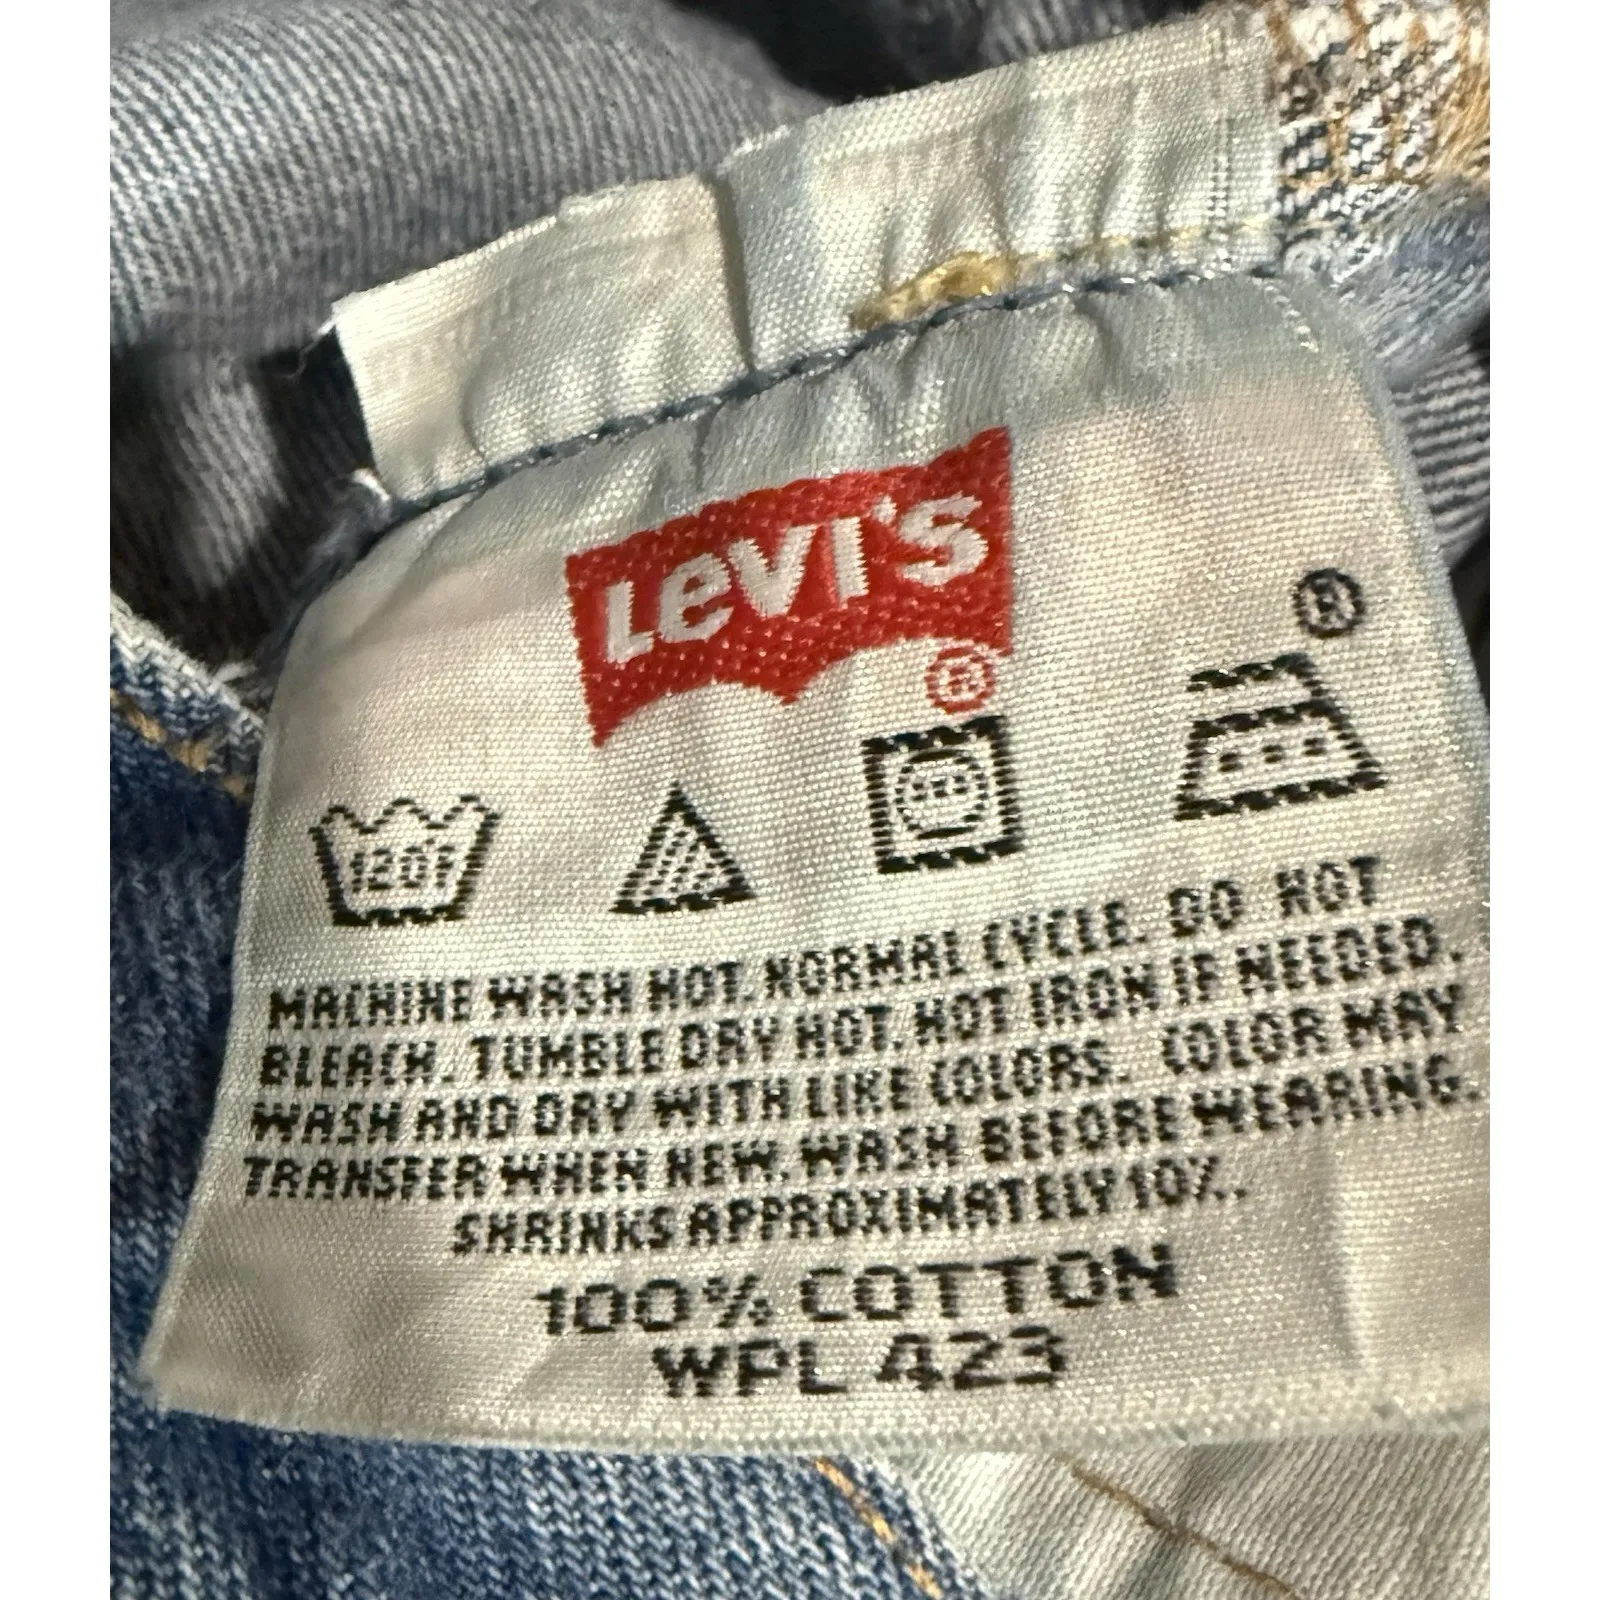 Levi's
®
®
120°F
MACHINE WASH HOT. NORMAL CYCLE. DO NOT
BLEACH. TUMBLE DRY HOT. HOT IRON IF NEEDED.
WASH AND DRY WITH LIKE COLORS. COLOR MAY
TRANSFER WHEN NEW. WASH BEFORE WEARING.
SHRINKS APPROXIMATELY 10%.
100% COTTON
WPL 423